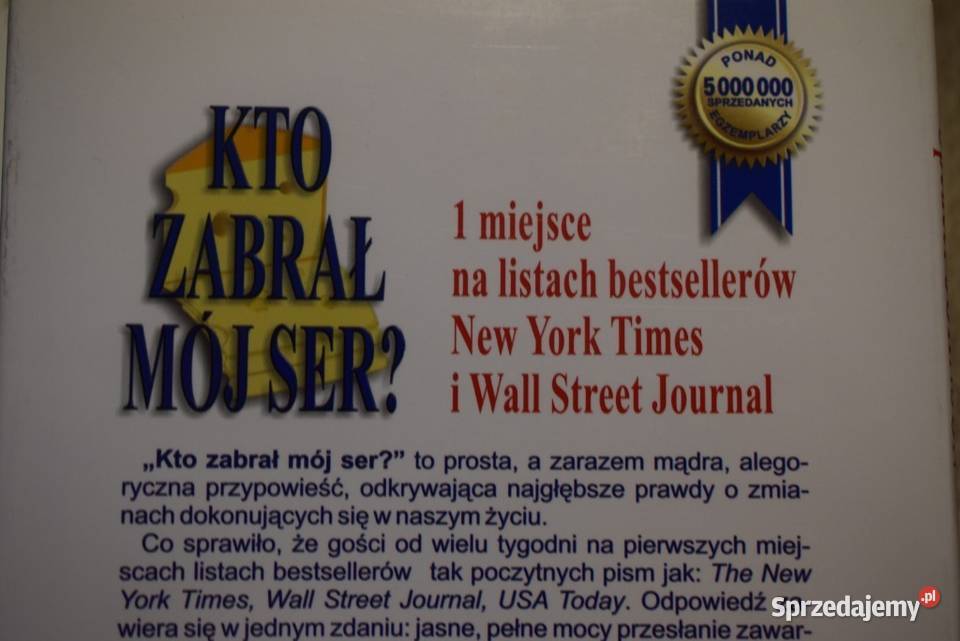 PONAD
5 000 000
SPRZEDANYCH
EGZEMPLARZY
KTO
ZABRAŁ
MÓJ SER?
1 miejsce
na listach bestsellerów
New York Times
i Wall Street Journal
„Kto zabrał mój ser?” to prosta, a zarazem mądra, alego-
ryczna przypowieść, odkrywająca najgłębsze prawdy o zmia-
nach dokonujących się w naszym życiu.
Co sprawiło, że gości od wielu tygodni na pierwszych miej-
scach listach bestsellerów tak poczytnych pism jak: The New
York Times, Wall Street Journal, USA Today. Odpowiedź
wiera się w jednym zdaniu: jasne, pełne mocy przesłanie zawar-
Sprzedajemy.pl